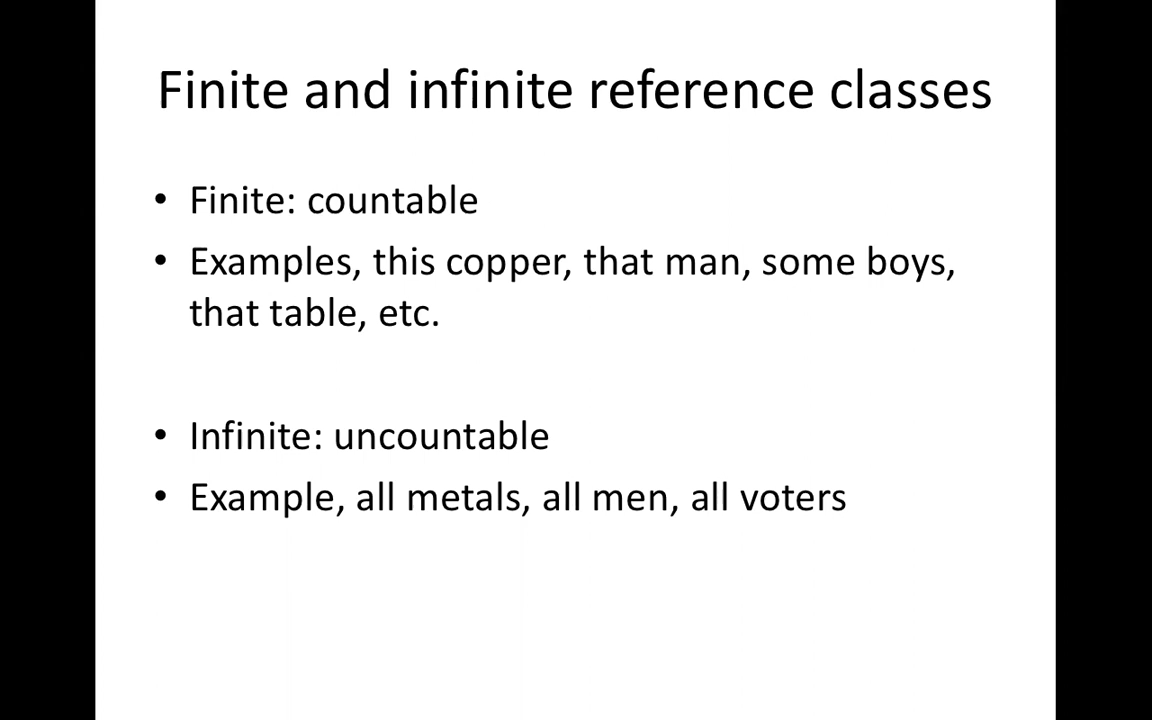 Finite and infinite reference classes
• Finite: countable
• Examples, this copper, that man, some boys,
that table, etc.
• Infinite: uncountable
• Example, all metals, all men, all voters